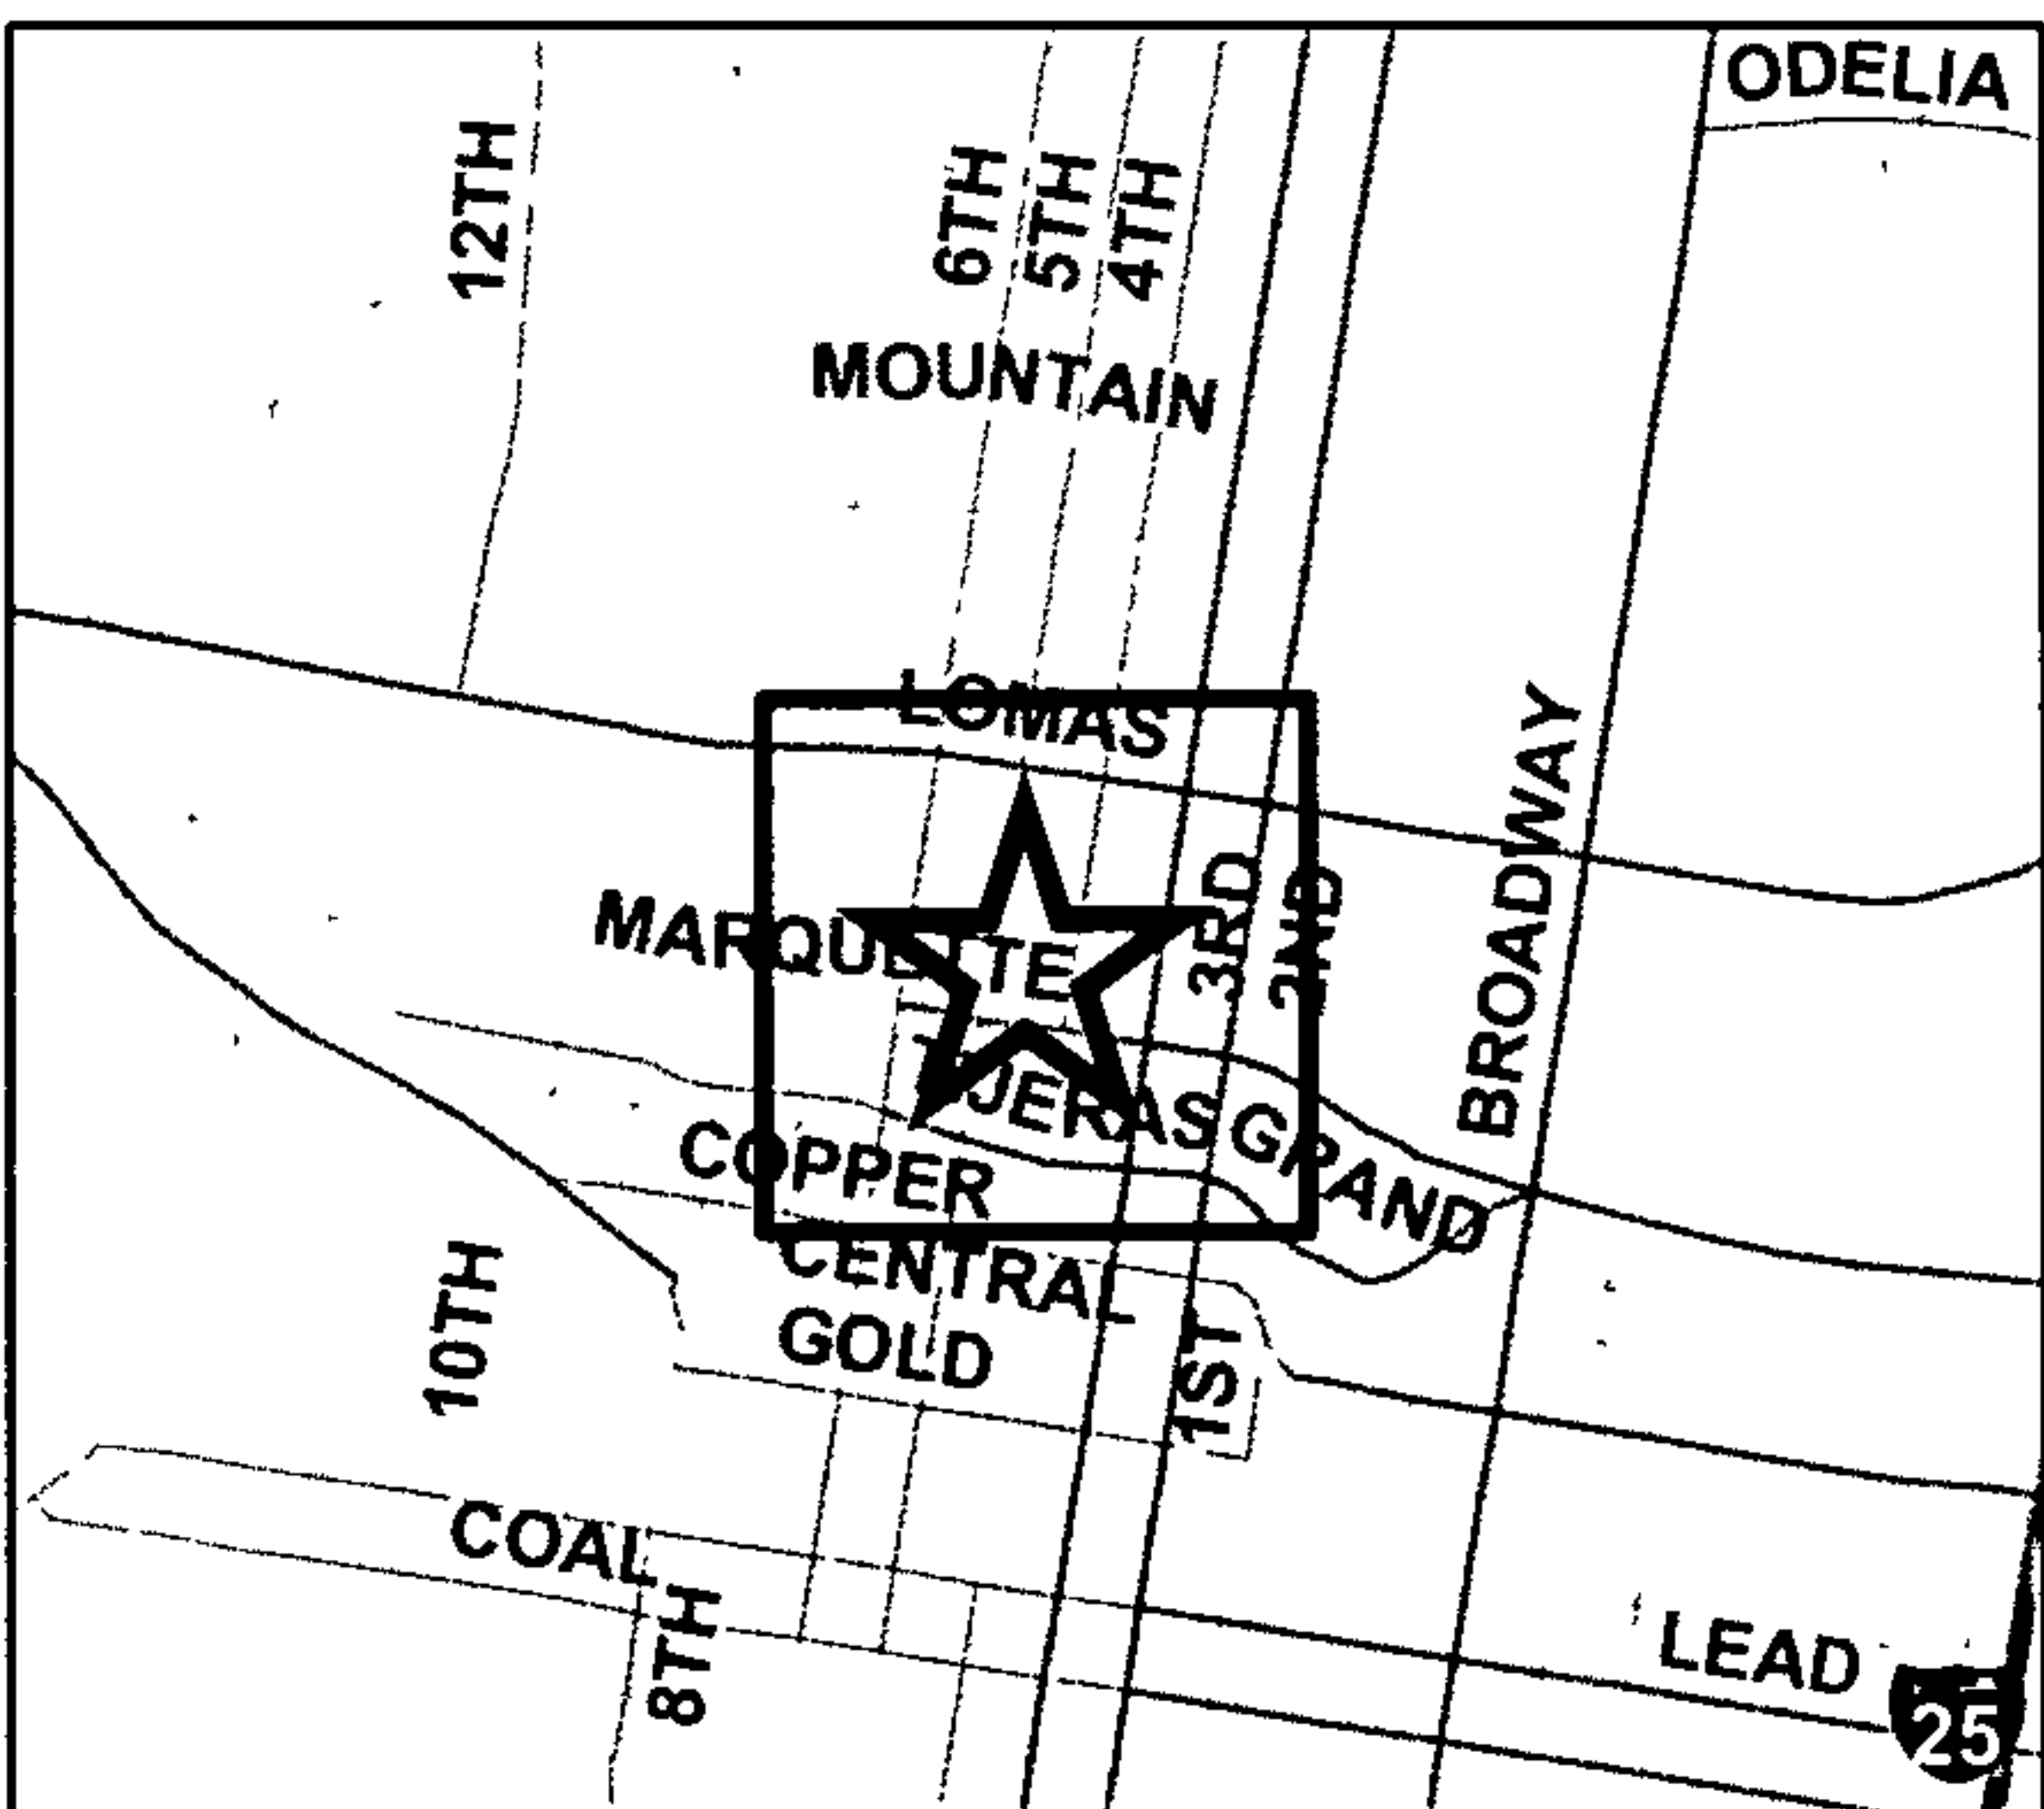 ODELIA
12TH
6TH
5TH
4TH
MOUNTAIN
LOMAS
BROADWAY
3RD
2ND
MARQUETTE
TIJERAS
GRAND
COPPER
CENTRAL
10TH
GOLD
1ST
COAL
8TH
LEAD
25